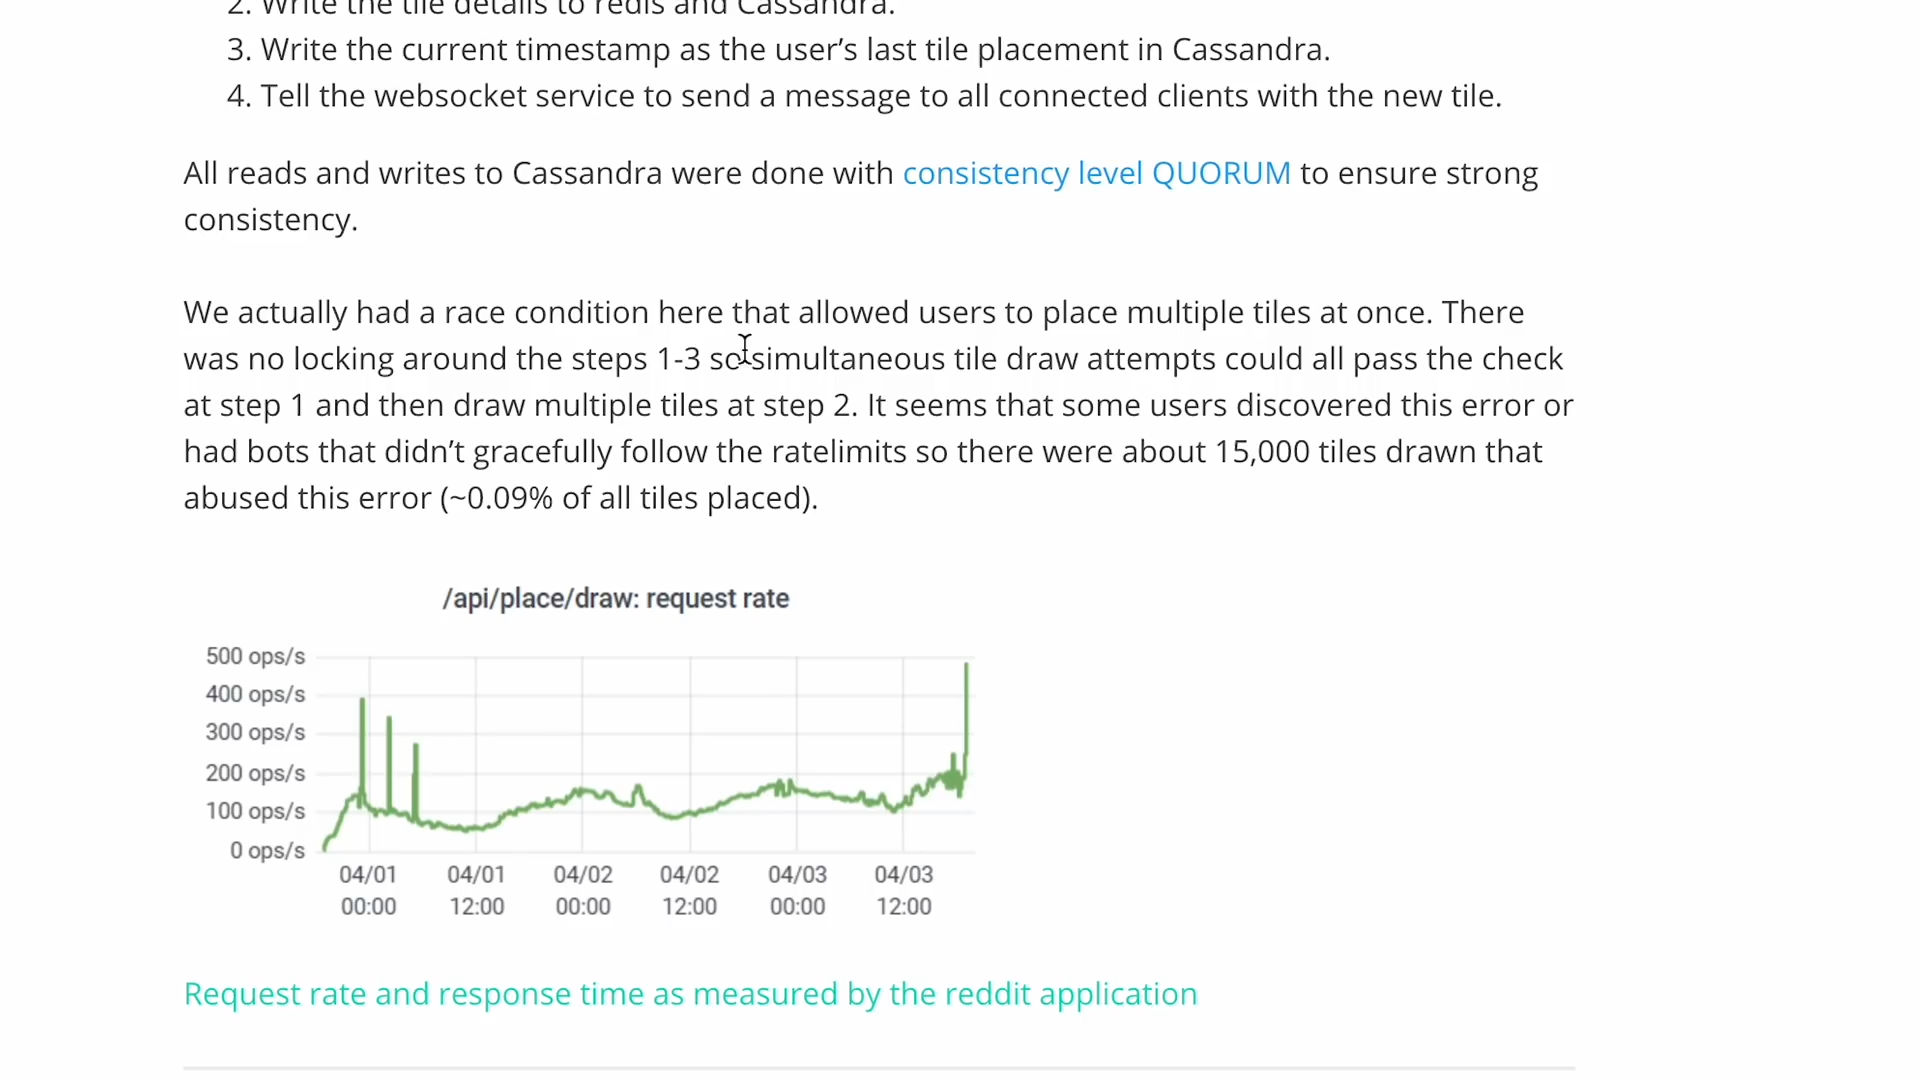 2. Write the tile details to redis and Cassandra.
3. Write the current timestamp as the user’s last tile placement in Cassandra.
4. Tell the websocket service to send a message to all connected clients with the new tile.
All reads and writes to Cassandra were done with consistency level QUORUM to ensure strong
consistency.
We actually had a race condition here that allowed users to place multiple tiles at once. There
was no locking around the steps 1-3 so simultaneous tile draw attempts could all pass the check
at step 1 and then draw multiple tiles at step 2. It seems that some users discovered this error or
had bots that didn’t gracefully follow the ratelimits so there were about 15,000 tiles drawn that
abused this error (~0.09% of all tiles placed).
/api/place/draw: request rate
500 ops/s
400 ops/s
300 ops/s
200 ops/s
100 ops/s
0 ops/s
04/01 04/01 04/02 04/02 04/03 04/03
00:00 12:00 00:00 12:00 00:00 12:00
Request rate and response time as measured by the reddit application